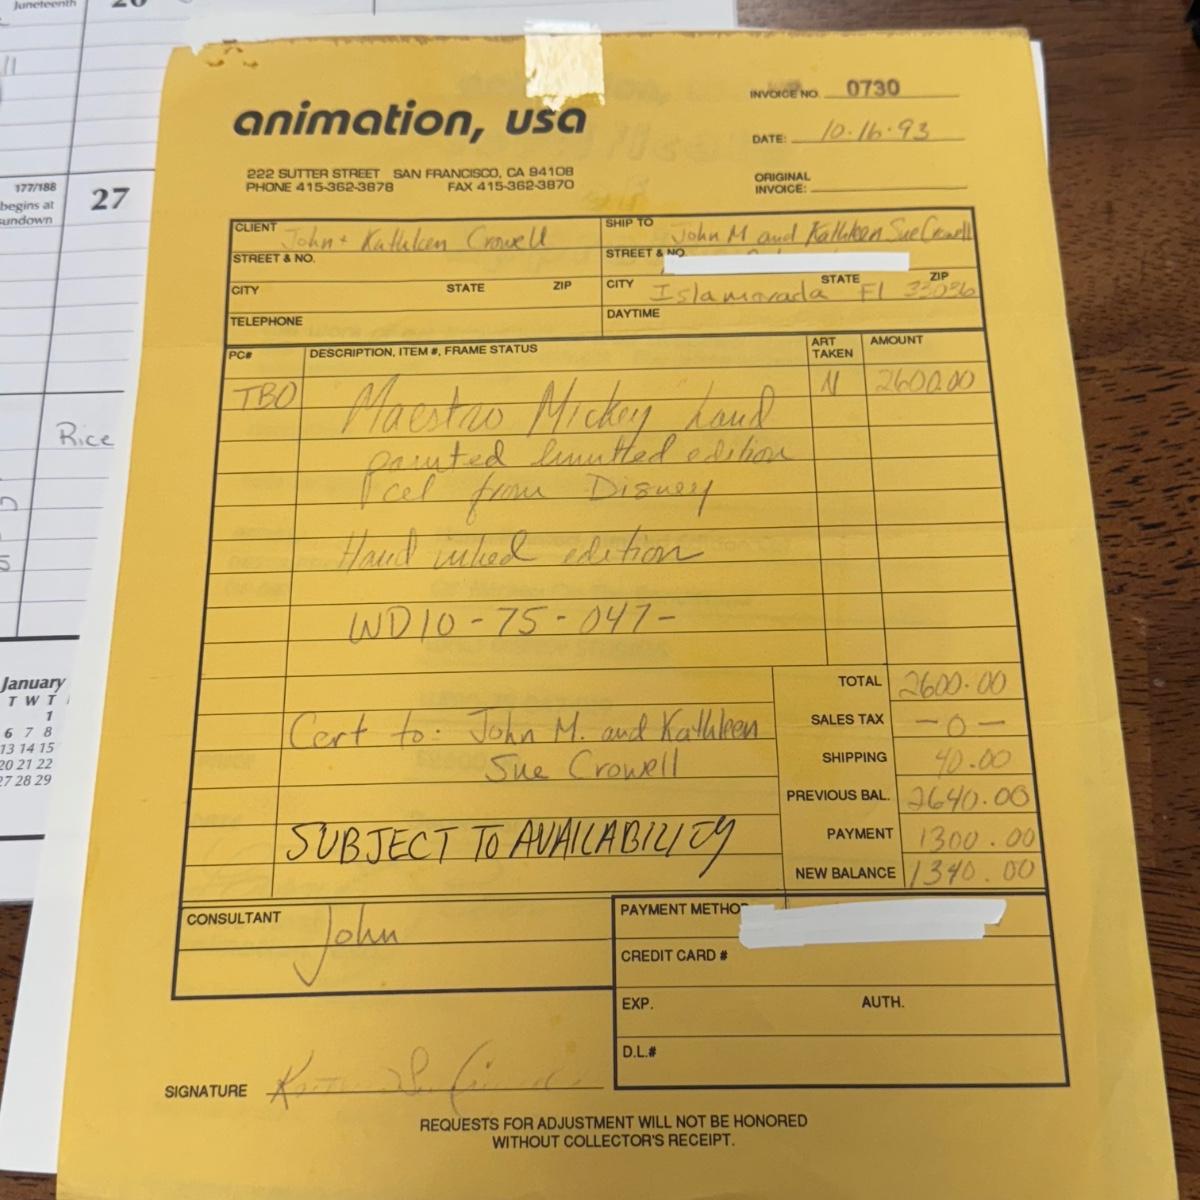 Juneteenth
177/188
begins at
sundown
27
Rice
January
T W T
1
6 7 8
13 14 15
20 21 22
27 28 29
animation, usa
222 SUTTER STREET SAN FRANCISCO, CA 94108
PHONE 415-362-3878 FAX 415-362-3870
INVOICE NO. 0730
DATE: 10·16·93
ORIGINAL
INVOICE:
CLIENT John + Kathleen Crowell
STREET & NO.
CITY STATE ZIP
TELEPHONE
SHIP TO John M and Kathleen Sue Crowell
STREET & NO.
CITY STATE ZIP
Islamorada Fl 33036
DAYTIME
PC# DESCRIPTION, ITEM #, FRAME STATUS ART TAKEN AMOUNT
TBO Maestro Mickey hand N 2600.00
painted limitted edition
cel from Disney
Hand inked edition
WD10-75-047-
TOTAL 2600.00
Cert to: John M. and Kathleen SALES TAX -0-
Sue Crowell SHIPPING 40.00
PREVIOUS BAL. 2640.00
SUBJECT TO AVAILABILITY PAYMENT 1300.00
NEW BALANCE 1340.00
CONSULTANT John
PAYMENT METHOD
CREDIT CARD #
EXP. AUTH.
D.L.#
SIGNATURE
REQUESTS FOR ADJUSTMENT WILL NOT BE HONORED
WITHOUT COLLECTOR'S RECEIPT.